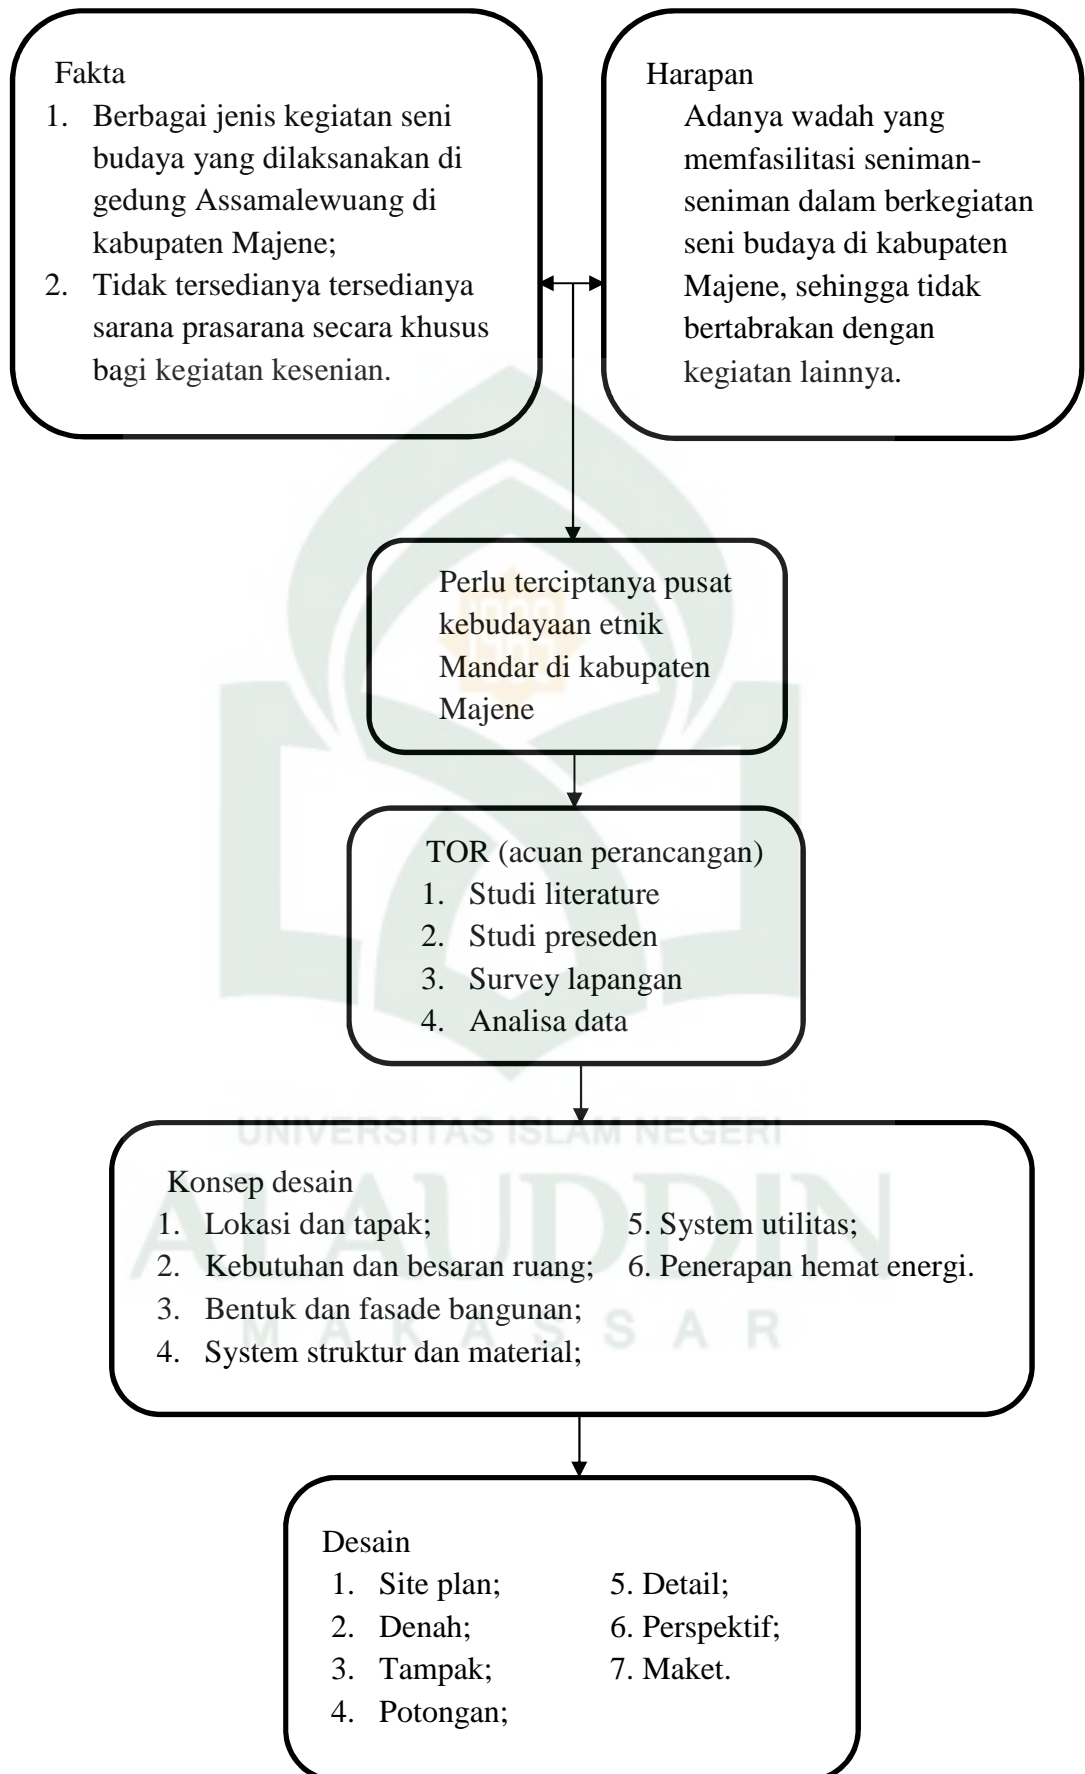 Fakta
1. Berbagai jenis kegiatan seni
budaya yang dilaksanakan di
gedung Assamalewuang di
kabupaten Majene;
2. Tidak tersedianya tersedianya
sarana prasarana secara khusus
bagi kegiatan kesenian.
Harapan
Adanya wadah yang
memfasilitasi seniman-
seniman dalam berkegiatan
seni budaya di kabupaten
Majene, sehingga tidak
bertabrakan dengan
kegiatan lainnya.
Perlu terciptanya pusat
kebudayaan etnik
Mandar di kabupaten
Majene
TOR (acuan perancangan)
1. Studi literature
2. Studi preseden
3. Survey lapangan
4. Analisa data
UNIVERSITAS ISLAM NEGERI
ALAUDDIN
MAKASSAR
Konsep desain
1. Lokasi dan tapak;
2. Kebutuhan dan besaran ruang;
3. Bentuk dan fasade bangunan;
4. System struktur dan material;
5. System utilitas;
6. Penerapan hemat energi.
Desain
1. Site plan;
2. Denah;
3. Tampak;
4. Potongan;
5. Detail;
6. Perspektif;
7. Maket.